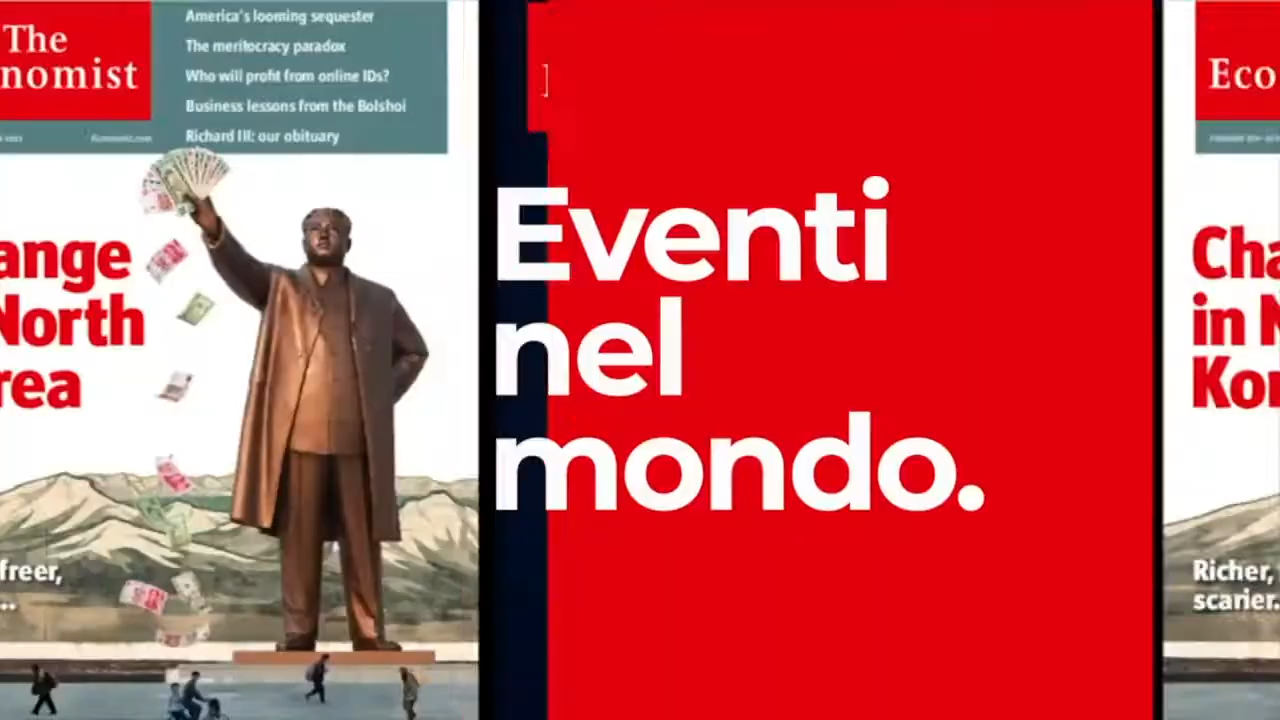 The
nomist
America's looming sequester
The meritocracy paradox
Who will profit from online IDs?
Business lessons from the Bolshoi
Richard III: our obituary
ange
North
rea
freer,
Eventi
nel
mondo.
Eco
Cha
in N
Kor
Richer,
scarier.